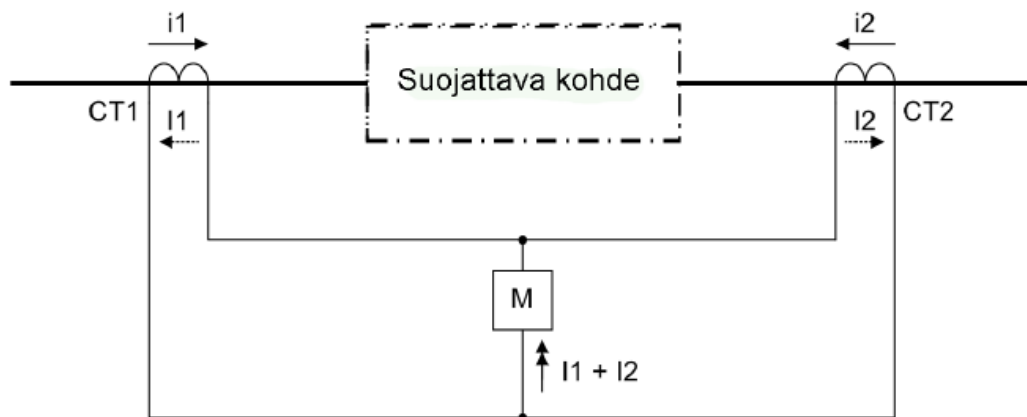 i1
i2
Suojattava kohde
CT1
I1
I2
CT2
M
I1 + I2